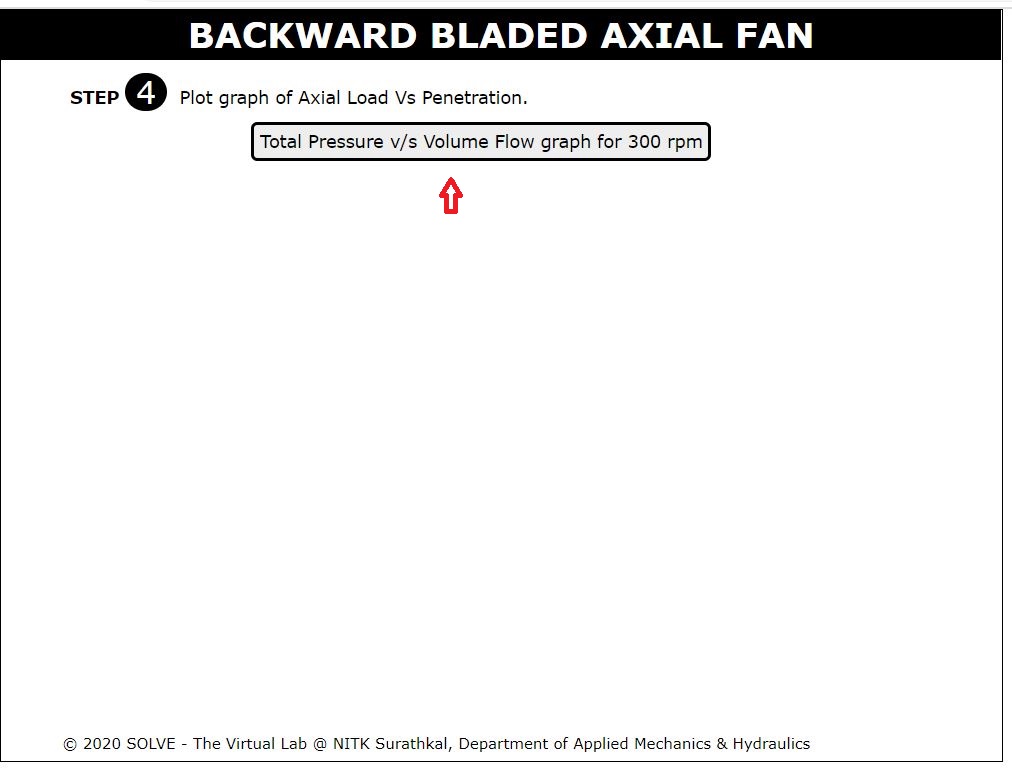 BACKWARD BLADED AXIAL FAN
STEP 4 Plot graph of Axial Load Vs Penetration.
Total Pressure v/s Volume Flow graph for 300 rpm
© 2020 SOLVE - The Virtual Lab @ NITK Surathkal, Department of Applied Mechanics & Hydraulics